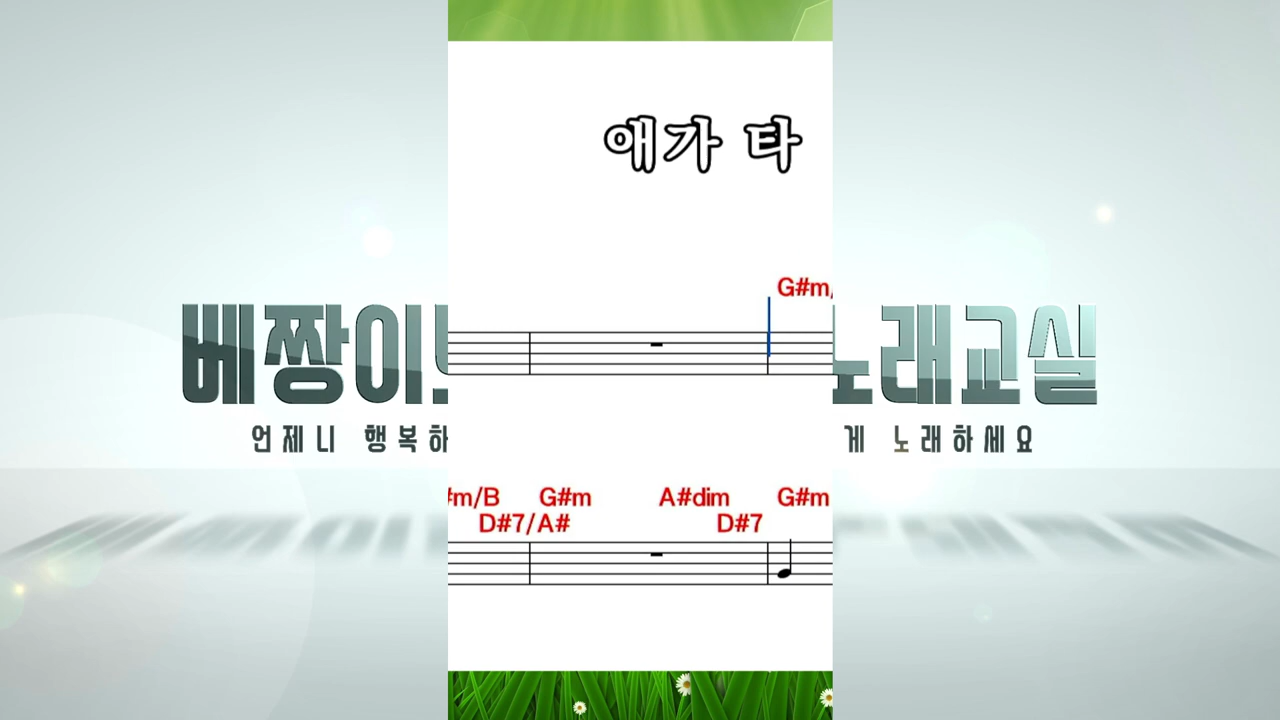 애가 타
G#m/
베짱이 노래교실
언제니 행복하 게 노래하세요
#m/B G#m A#dim G#m
D#7/A# D#7